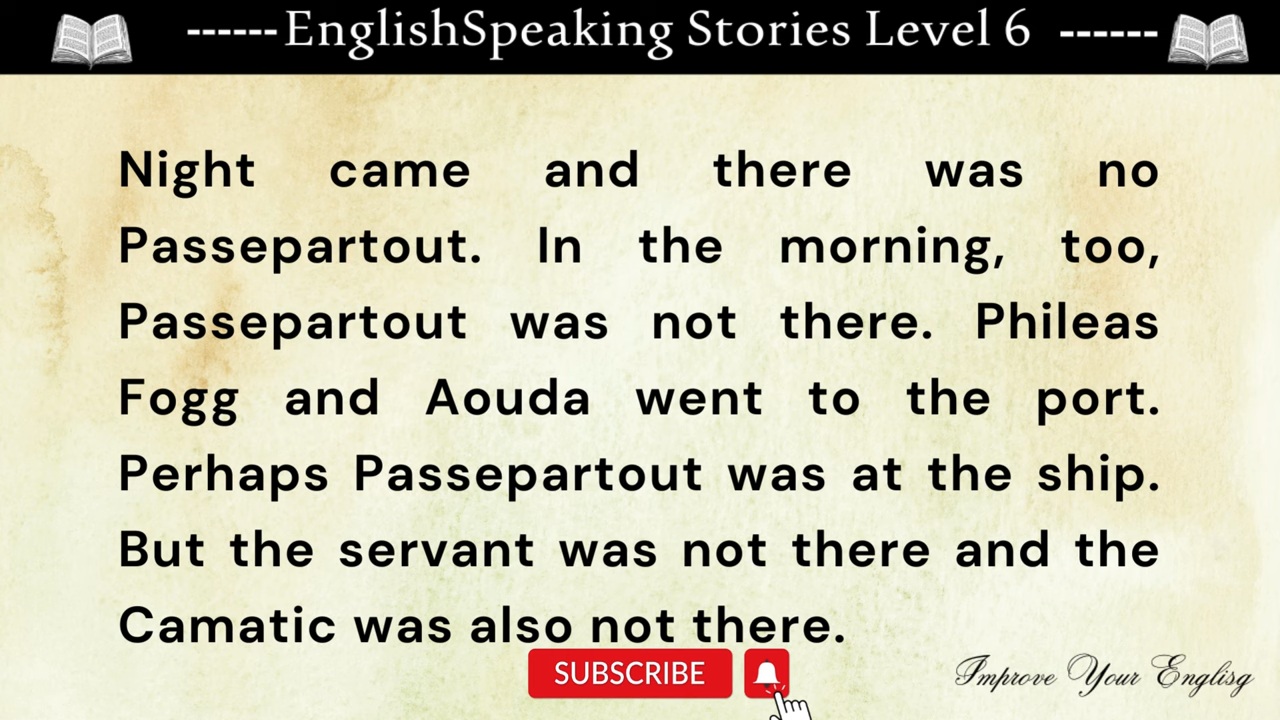 ------EnglishSpeaking Stories Level 6 ------
Night came and there was no
Passepartout. In the morning, too,
Passepartout was not there. Phileas
Fogg and Aouda went to the port.
Perhaps Passepartout was at the ship.
But the servant was not there and the
Camatic was also not there.
SUBSCRIBE
Improve Your Englisg